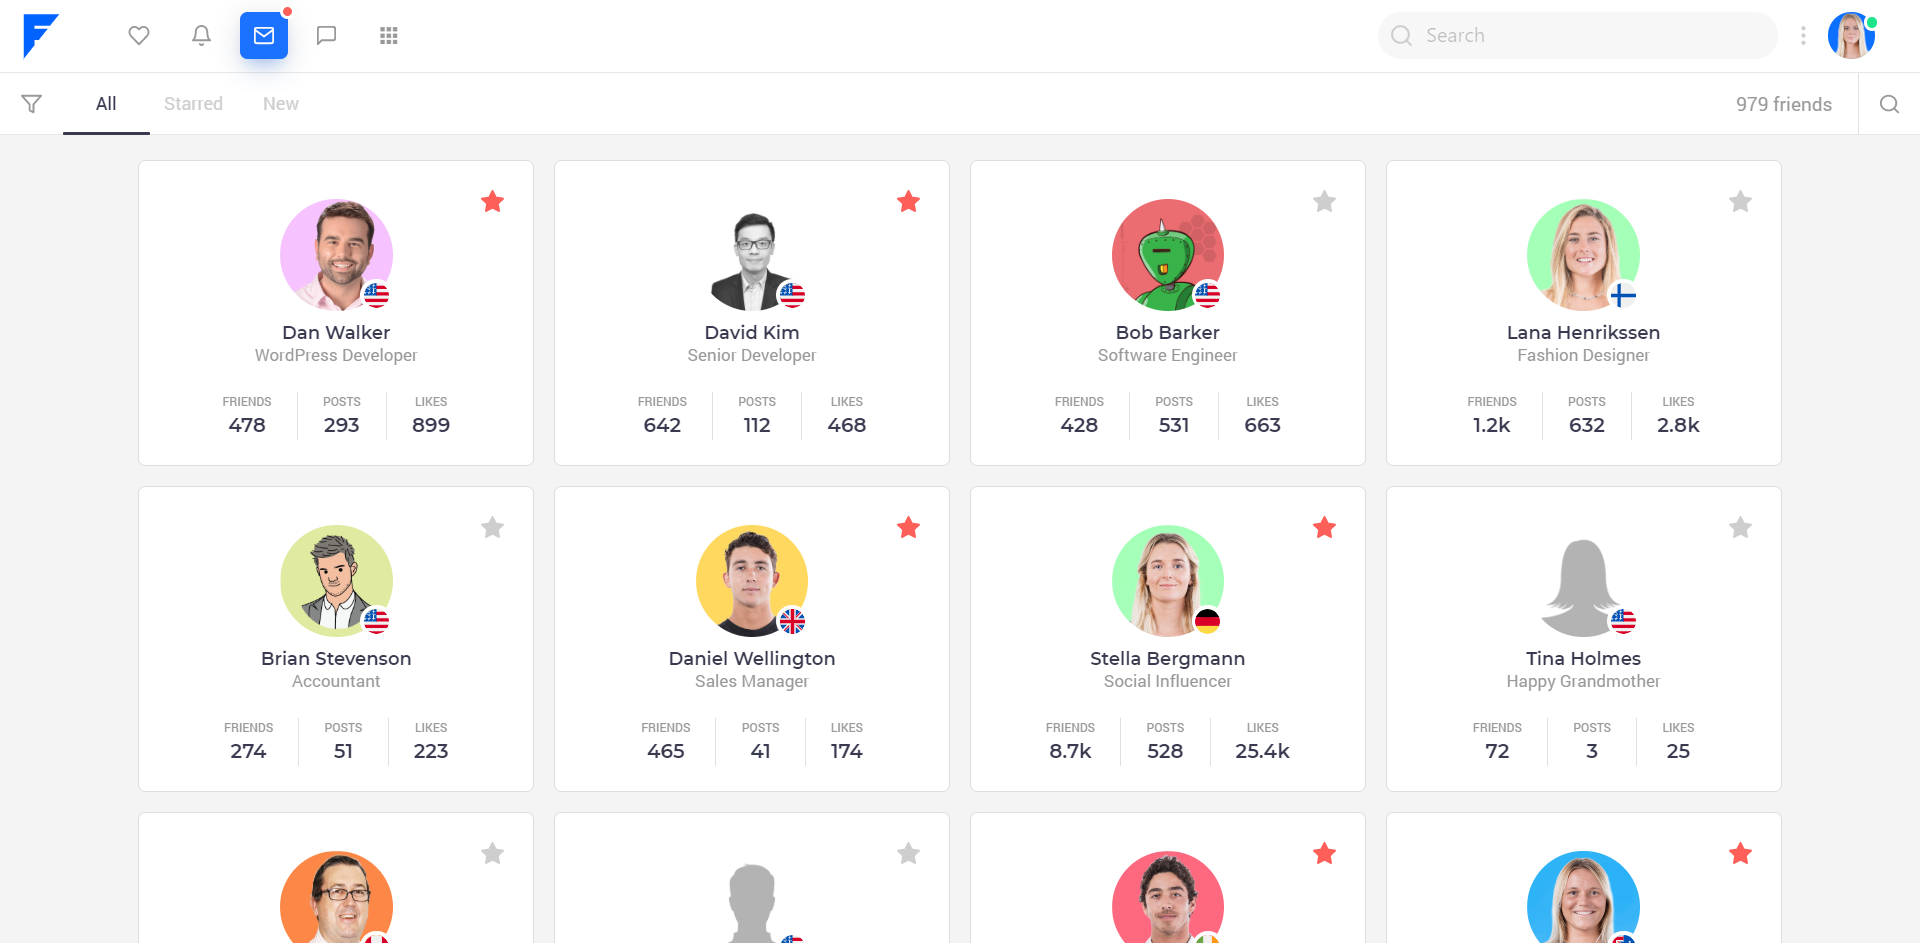 Search
All
Starred
New
979 friends
Dan Walker
WordPress Developer
FRIENDS POSTS LIKES
478 293 899
David Kim
Senior Developer
FRIENDS POSTS LIKES
642 112 468
Bob Barker
Software Engineer
FRIENDS POSTS LIKES
428 531 663
Lana Henrikssen
Fashion Designer
FRIENDS POSTS LIKES
1.2k 632 2.8k
Brian Stevenson
Accountant
FRIENDS POSTS LIKES
274 51 223
Daniel Wellington
Sales Manager
FRIENDS POSTS LIKES
465 41 174
Stella Bergmann
Social Influencer
FRIENDS POSTS LIKES
8.7k 528 25.4k
Tina Holmes
Happy Grandmother
FRIENDS POSTS LIKES
72 3 25